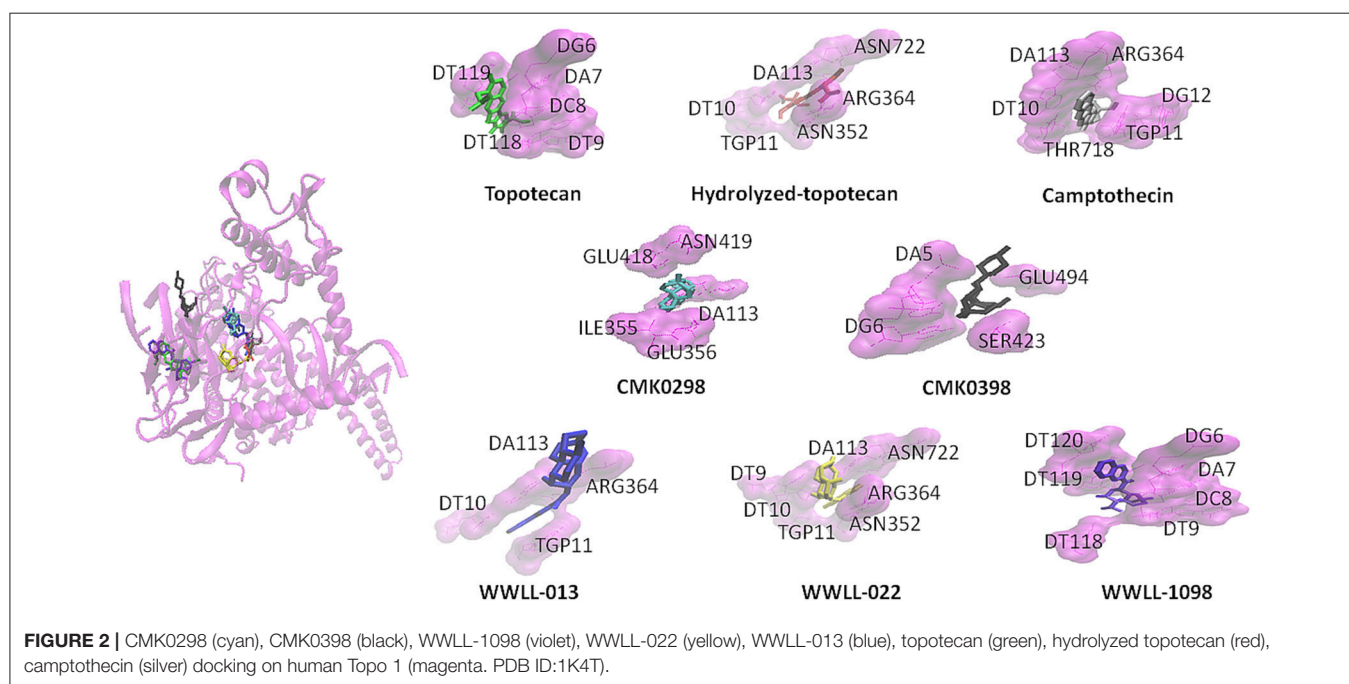 DG6
DT119
DA7
DC8
DT118
DT9
Topotecan
ASN722
DA113
ARG364
DT10
ASN352
TGP11
Hydrolyzed-topotecan
DA113
ARG364
DT10
DG12
TGP11
THR718
Camptothecin
GLU418
ASN419
DA113
ILE355
GLU356
CMK0298
DA5
GLU494
DG6
SER423
CMK0398
DA113
ARG364
DT10
TGP11
WWLL-013
DA113
ASN722
DT9
ARG364
DT10
ASN352
TGP11
WWLL-022
DT120
DG6
DT119
DA7
DC8
DT9
DT118
WWLL-1098
FIGURE 2 | CMK0298 (cyan), CMK0398 (black), WWLL-1098 (violet), WWLL-022 (yellow), WWLL-013 (blue), topotecan (green), hydrolyzed topotecan (red),
camptothecin (silver) docking on human Topo 1 (magenta. PDB ID:1K4T).